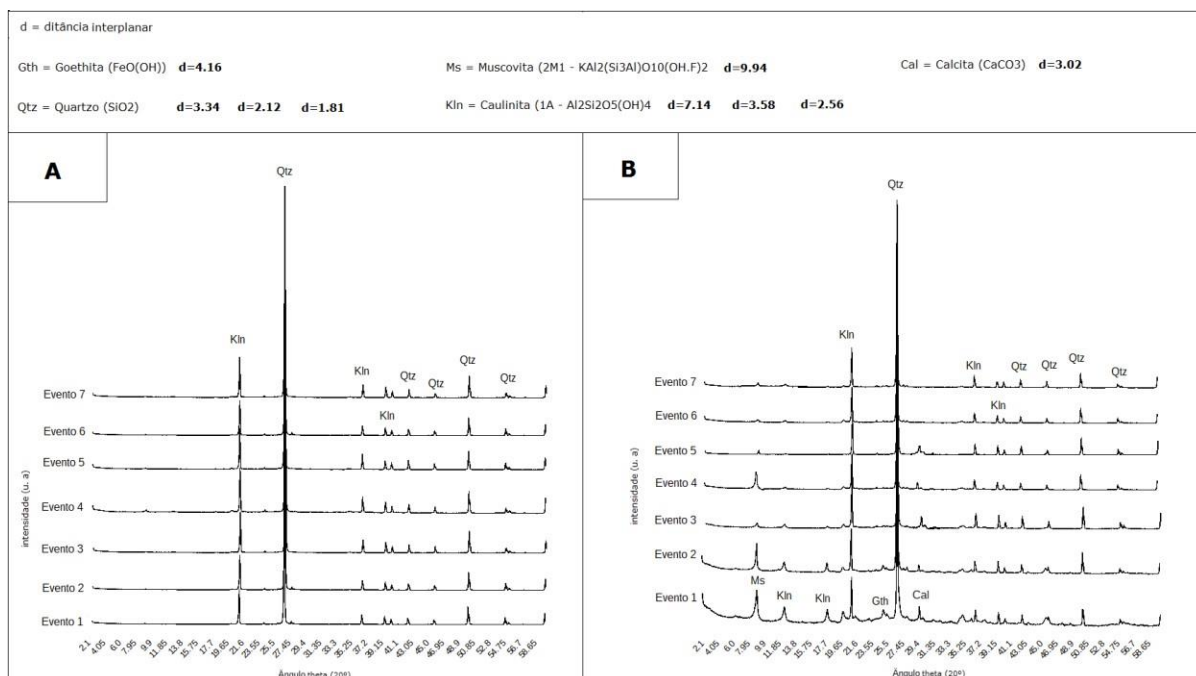 d = ditância interplanar
Gth = Goethita (FeO(OH)) d=4.16
Ms = Muscovita (2M1 - KAl2(Si3Al)O10(OH.F)2 d=9.94
Cal = Calcita (CaCO3) d=3.02
Qtz = Quartzo (SiO2) d=3.34 d=2.12 d=1.81
Kln = Caulinita (1A - Al2Si2O5(OH)4 d=7.14 d=3.58 d=2.56
A
Qtz
Kln
Kln
Kln
Qtz
Qtz
Qtz
Qtz
Evento 7
Evento 6
Evento 5
Evento 4
Evento 3
Evento 2
Evento 1
intensidade (u. a)
2.1 4.05 6.0 7.95 9.9 11.85 13.8 15.75 17.7 19.65 21.6 23.55 25.5 27.45 29.4 31.35 33.3 35.25 37.2 39.15 41.1 43.05 45.0 46.95 48.9 50.85 52.8 54.75 56.7 58.65
Ângulo theta (20º)
B
Qtz
Kln
Kln
Kln
Qtz
Qtz
Qtz
Qtz
Evento 7
Evento 6
Evento 5
Evento 4
Evento 3
Evento 2
Evento 1
Ms
Kln
Kln
Gth
Cal
intensidade (u. a)
2.1 4.05 6.0 7.95 9.9 11.85 13.8 15.75 17.7 19.65 21.6 23.55 25.5 27.45 29.4 31.35 33.3 35.25 37.2 39.15 41.1 43.05 45.0 46.95 48.9 50.85 52.8 54.75 56.7 58.65
Ângulo theta (20º)